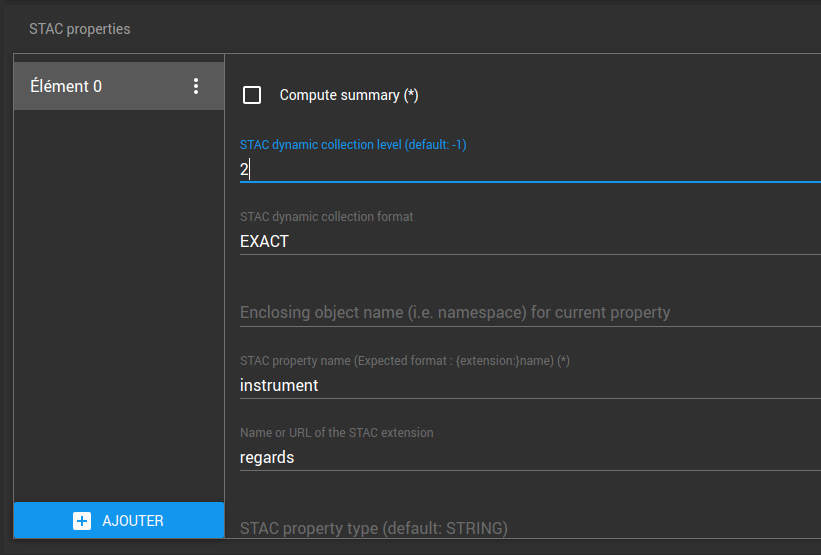 STAC properties
Élément 0
Compute summary (*)
STAC dynamic collection level (default: -1)
2
STAC dynamic collection format
EXACT
Enclosing object name (i.e. namespace) for current property
STAC property name (Expected format : {extension:}name) (*)
instrument
Name or URL of the STAC extension
regards
AJOUTER
STAC property type (default: STRING)